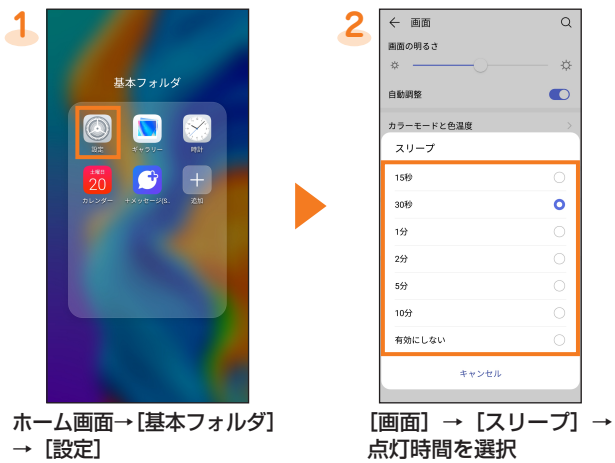 1
基本フォルダ
設定
ギャラリー
時計
土曜日
20
カレンダー
+メッセージ(S..
追加
ホーム画面→[基本フォルダ]
→[設定]
2
画面
画面の明るさ
自動調整
カラーモードと色温度
スリープ
15秒
30秒
1分
2分
5分
10分
有効にしない
キャンセル
[画面]→[スリープ]→
点灯時間を選択